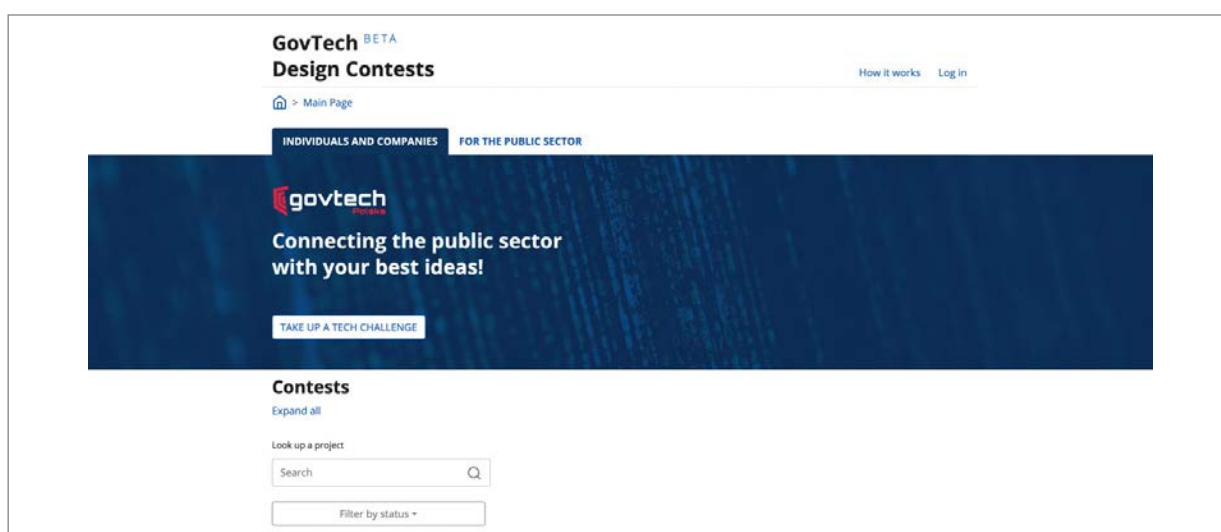 GovTech BETA
Design Contests
How it works Log in
> Main Page
INDIVIDUALS AND COMPANIES FOR THE PUBLIC SECTOR
govtech
Polska
Connecting the public sector
with your best ideas!
TAKE UP A TECH CHALLENGE
Contests
Expand all
Look up a project
Search
Filter by status